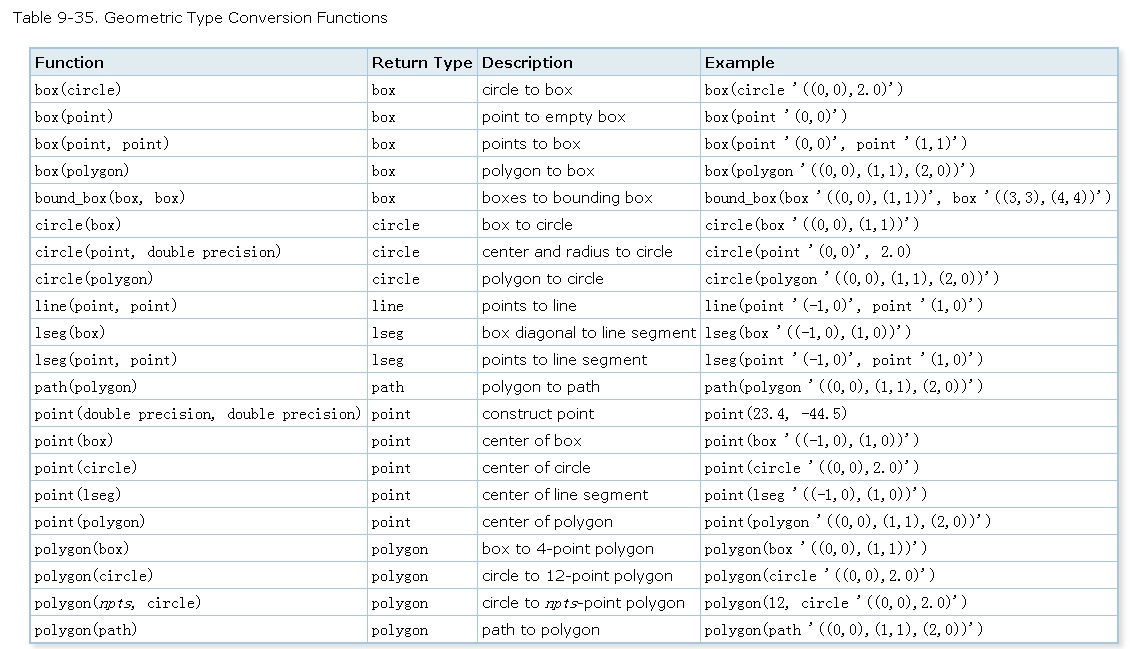 Table 9-35. Geometric Type Conversion Functions
Function Return Type Description Example
box(circle) box circle to box box(circle '((0,0),2.0)')
box(point) box point to empty box box(point '(0,0)')
box(point, point) box points to box box(point '(0,0)', point '(1,1)')
box(polygon) box polygon to box box(polygon '((0,0),(1,1),(2,0))')
bound_box(box, box) box boxes to bounding box bound_box(box '((0,0),(1,1))', box '((3,3),(4,4))')
circle(box) circle box to circle circle(box '((0,0),(1,1))')
circle(point, double precision) circle center and radius to circle circle(point '(0,0)', 2.0)
circle(polygon) circle polygon to circle circle(polygon '((0,0),(1,1),(2,0))')
line(point, point) line points to line line(point '(-1,0)', point '(1,0)')
lseg(box) lseg box diagonal to line segment lseg(box '((-1,0),(1,0))')
lseg(point, point) lseg points to line segment lseg(point '(-1,0)', point '(1,0)')
path(polygon) path polygon to path path(polygon '((0,0),(1,1),(2,0))')
point(double precision, double precision) point construct point point(23.4, -44.5)
point(box) point center of box point(box '((-1,0),(1,0))')
point(circle) point center of circle point(circle '((0,0),2.0)')
point(lseg) point center of line segment point(lseg '((-1,0),(1,0))')
point(polygon) point center of polygon point(polygon '((0,0),(1,1),(2,0))')
polygon(box) polygon box to 4-point polygon polygon(box '((0,0),(1,1))')
polygon(circle) polygon circle to 12-point polygon polygon(circle '((0,0),2.0)')
polygon(npts, circle) polygon circle to npts-point polygon polygon(12, circle '((0,0),2.0)')
polygon(path) polygon path to polygon polygon(path '((0,0),(1,1),(2,0))')